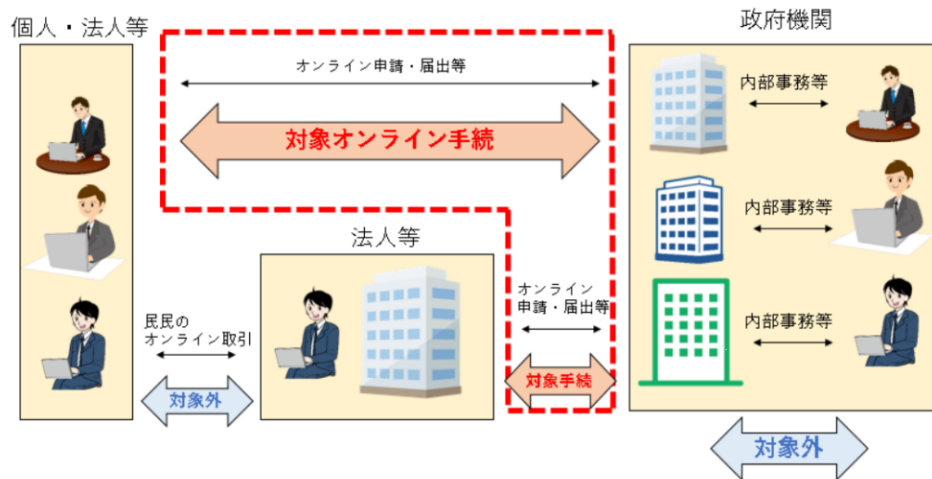 個人・法人等
政府機関
オンライン申請・届出等
対象オンライン手続
内部事務等
内部事務等
法人等
オンライン
申請・届出等
内部事務等
民民の
オンライン取引
対象手続
対象外
対象外